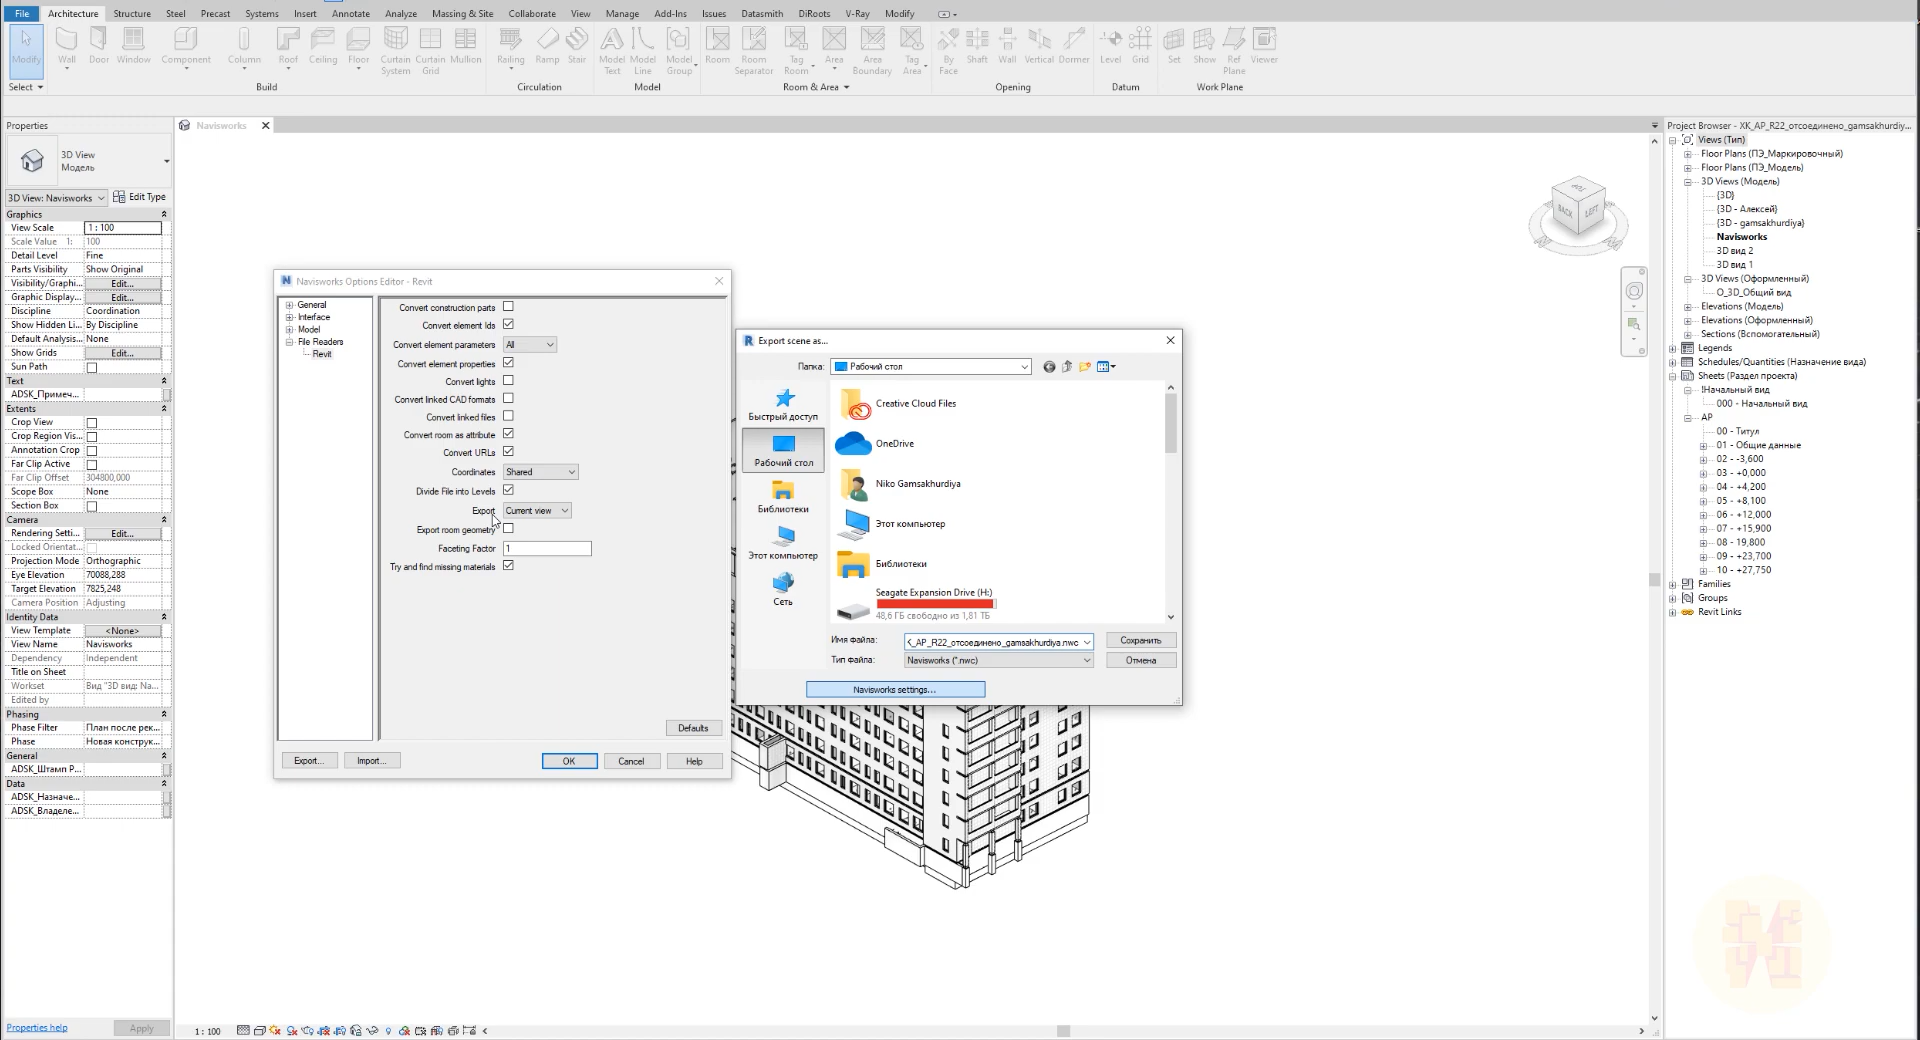 File Architecture Structure Steel Precast Systems Insert Annotate Analyze Massing & Site Collaborate View Manage Add-Ins Issues Datasmith DiRoots V-Ray Modify
Modify Wall Door Window Component Column Roof Ceiling Floor Curtain System Curtain Grid Mullion Railing Ramp Stair Model Text Model Line Model Group Room Room Separator Tag Room Area Area Boundary Tag Area By Face Shaft Wall Vertical Dormer Level Grid Set Show Ref Plane Viewer
Select Build Circulation Model Room & Area Opening Datum Work Plane
Properties
3D View
Модель
3D View: Navisworks Edit Type
Graphics
View Scale 1 : 100
Scale Value 1: 100
Detail Level Fine
Parts Visibility Show Original
Visibility/Graphi... Edit...
Graphic Display... Edit...
Discipline Coordination
Show Hidden Li... By Discipline
Default Analysis... None
Show Grids Edit...
Sun Path
Text
ADSK_Примеч...
Extents
Crop View
Crop Region Vis...
Annotation Crop
Far Clip Active
Far Clip Offset 304800,000
Scope Box None
Section Box
Camera
Rendering Setti... Edit...
Locked Orientat...
Projection Mode Orthographic
Eye Elevation 70088,288
Target Elevation 7825,248
Camera Position Adjusting
Identity Data
View Template <None>
View Name Navisworks
Dependency Independent
Title on Sheet
Workset Вид "3D вид: Na...
Edited by
Phasing
Phase Filter План после рек...
Phase Новая конструк...
General
ADSK_Штамп Р...
Data
ADSK_Назначе...
ADSK_Владеле...
Properties help Apply
Navisworks
Navisworks Options Editor - Revit
General
Interface
Model
File Readers
Revit
Convert construction parts
Convert element Ids
Convert element parameters All
Convert element properties
Convert lights
Convert linked CAD formats
Convert linked files
Convert room as attribute
Convert URLs
Coordinates Shared
Divide File into Levels
Export Current view
Export room geometry
Faceting Factor 1
Try and find missing materials
Defaults
Export... Import... OK Cancel Help
Export scene as...
Папка: Рабочий стол
Быстрый доступ
Рабочий стол
Библиотеки
Этот компьютер
Сеть
Creative Cloud Files
OneDrive
Niko Gamsakhurdiya
Этот компьютер
Библиотеки
Seagate Expansion Drive (H:)
48,6 ГБ свободно из 1,81 ТБ
Имя файла: _АР_R22_отсоединено_gamsakhurdiya.nwc Сохранить
Тип файла: Navisworks (*.nwc) Отмена
Navisworks settings...
BACK LEFT
1 : 100
Project Browser - ХК_АР_R22_отсоединено_gamsakhurdiy...
Views (Тип)
Floor Plans (ПЭ_Маркировочный)
Floor Plans (ПЭ_Модель)
3D Views (Модель)
{3D}
{3D - Алексей}
{3D - gamsakhurdiya}
Navisworks
3D вид 2
3D вид 1
3D Views (Оформленный)
О_3D_Общий вид
Elevations (Модель)
Elevations (Оформленный)
Sections (Вспомогательный)
Legends
Schedules/Quantities (Назначение вида)
Sheets (Раздел проекта)
!Начальный вид
000 - Начальный вид
АР
00 - Титул
01 - Общие данные
02 - -3,600
03 - +0,000
04 - +4,200
05 - +8,100
06 - +12,000
07 - +15,900
08 - 19,800
09 - +23,700
10 - +27,750
Families
Groups
Revit Links